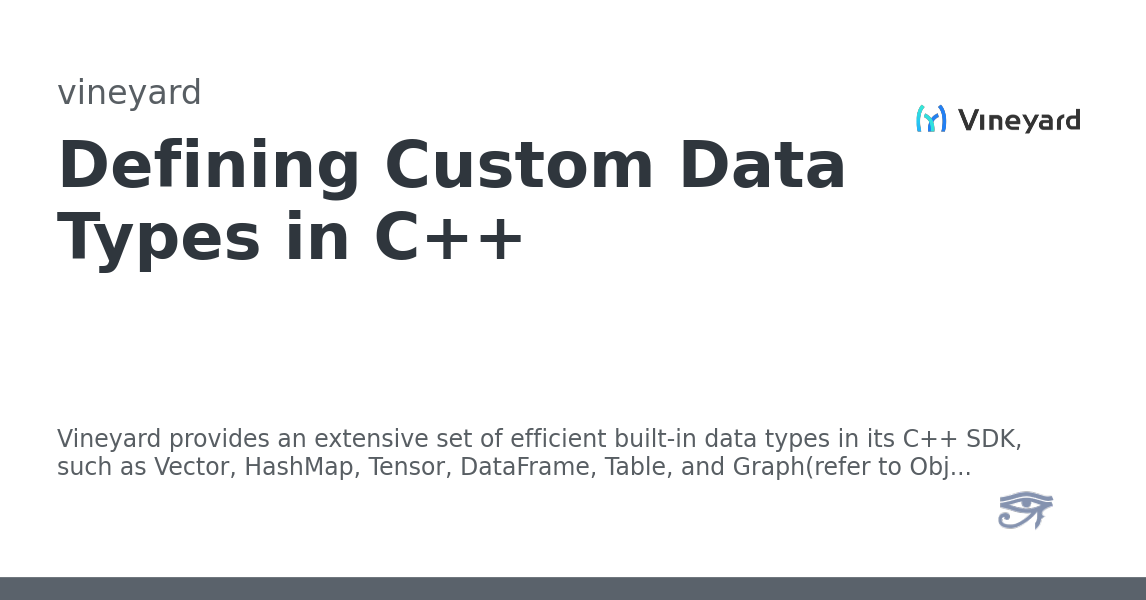 vineyard
Vineyard
Defining Custom Data
Types in C++
Vineyard provides an extensive set of efficient built-in data types in its C++ SDK,
such as Vector, HashMap, Tensor, DataFrame, Table, and Graph(refer to Obj...